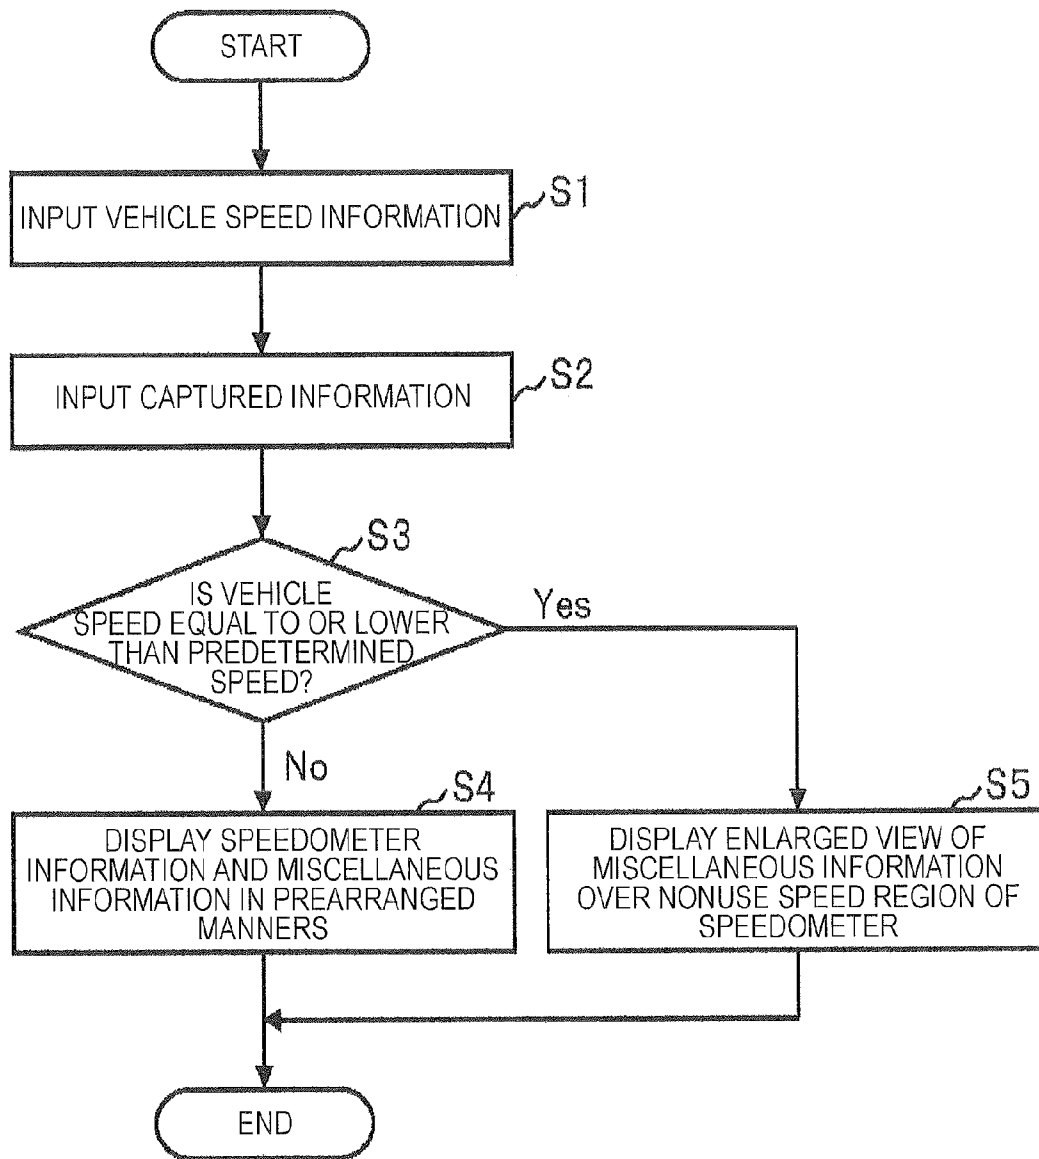 START
INPUT VEHICLE SPEED INFORMATION
S1
INPUT CAPTURED INFORMATION
S2
S3
IS VEHICLE
SPEED EQUAL TO OR LOWER
THAN PREDETERMINED
SPEED?
Yes
No
S4
DISPLAY SPEEDOMETER
INFORMATION AND MISCELLANEOUS
INFORMATION IN PREARRANGED
MANNERS
S5
DISPLAY ENLARGED VIEW OF
MISCELLANEOUS INFORMATION
OVER NONUSE SPEED REGION OF
SPEEDOMETER
END